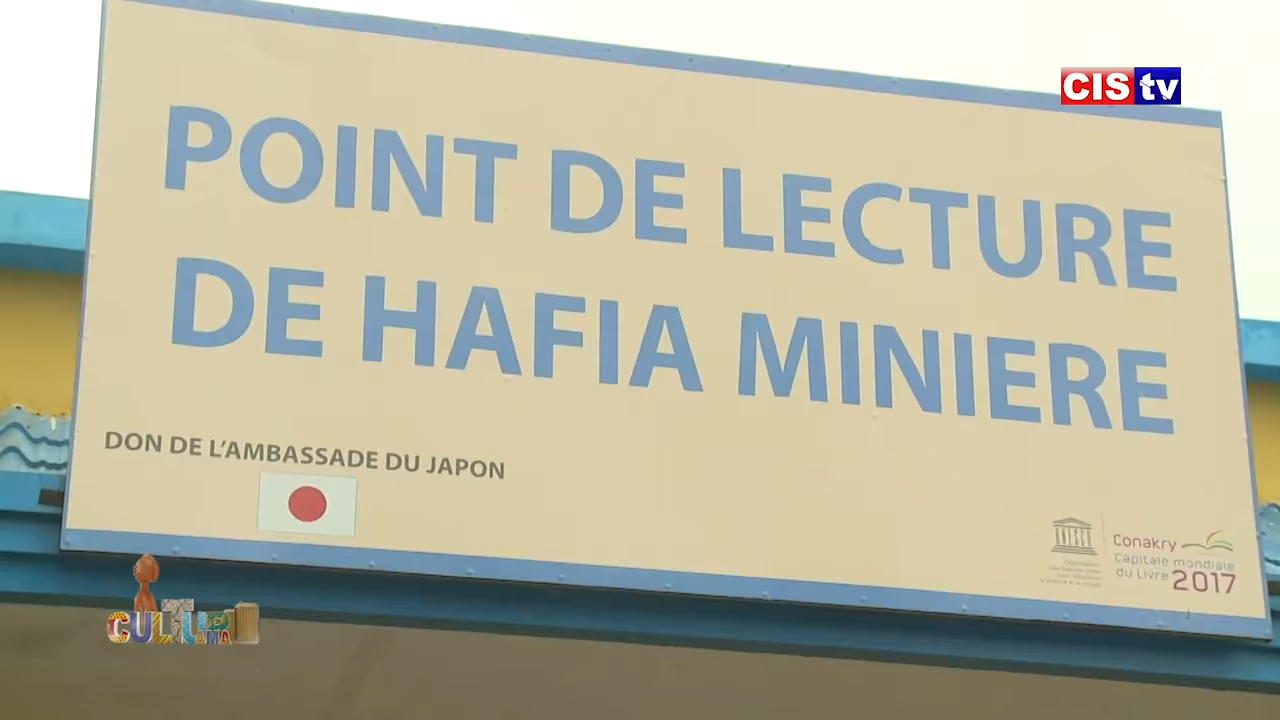 CIS tv
POINT DE LECTURE
DE HAFIA MINIERE
DON DE L'AMBASSADE DU JAPON
UNESCO
Conakry
Capitale mondiale
du Livre 2017